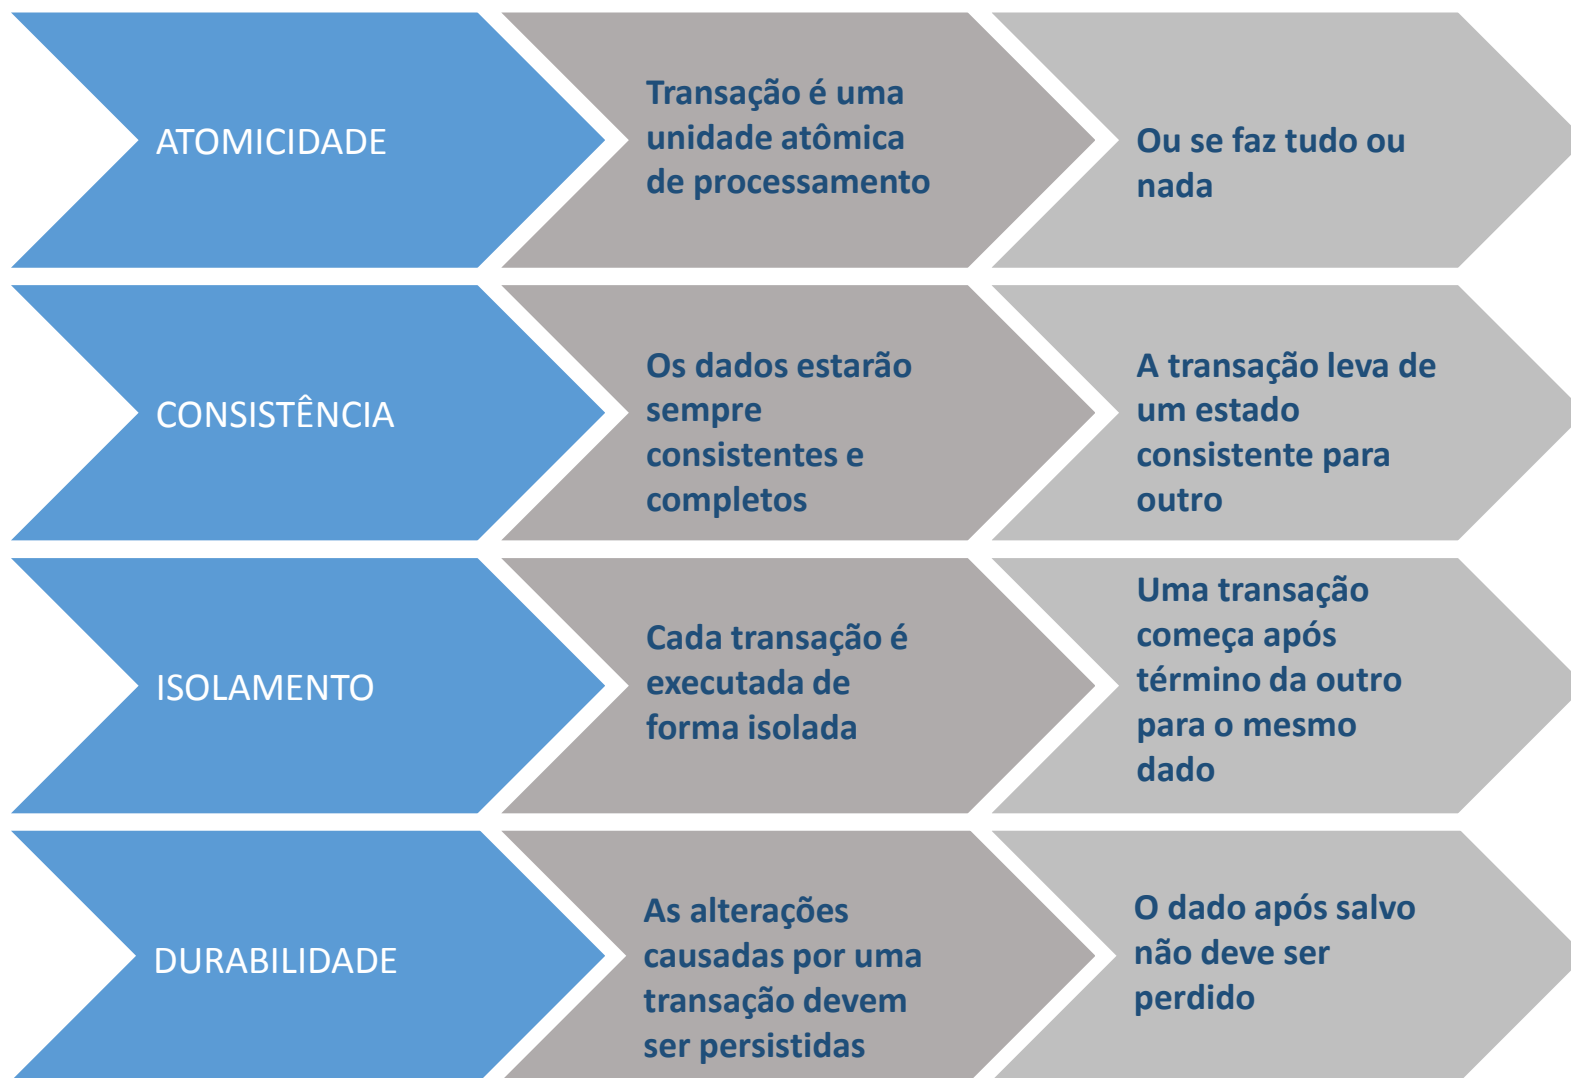 ATOMICIDADE
Transação é uma
unidade atômica
de processamento
Ou se faz tudo ou
nada
CONSISTÊNCIA
Os dados estarão
sempre
consistentes e
completos
A transação leva de
um estado
consistente para
outro
ISOLAMENTO
Cada transação é
executada de
forma isolada
Uma transação
começa após
término da outro
para o mesmo
dado
DURABILIDADE
As alterações
causadas por uma
transação devem
ser persistidas
O dado após salvo
não deve ser
perdido